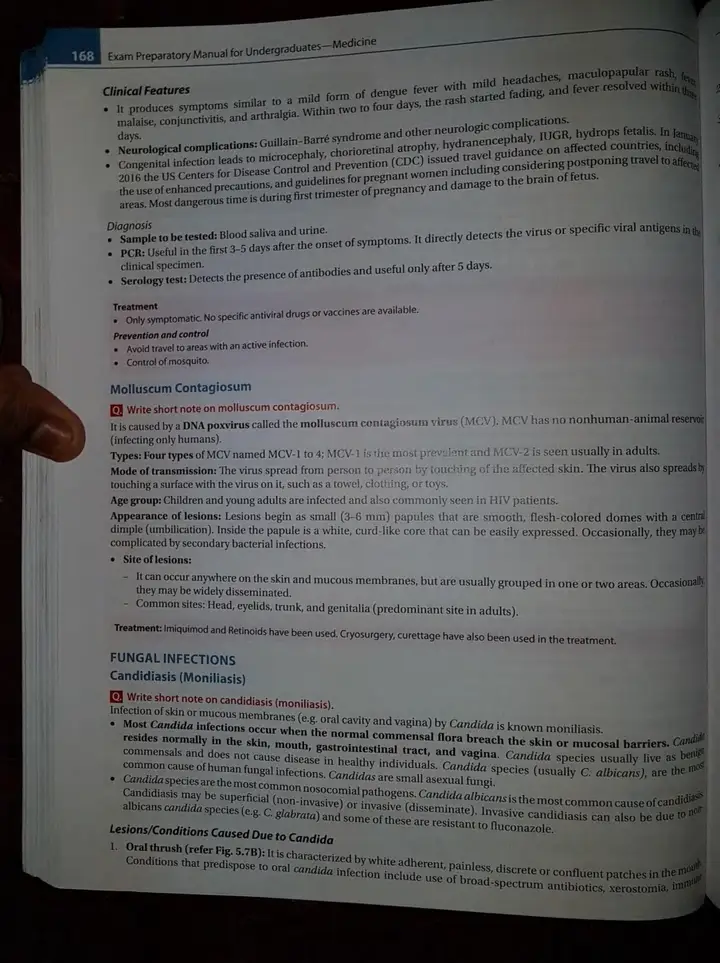 168 Exam Preparatory Manual for Undergraduates—Medicine
Clinical Features
• It produces symptoms similar to a mild form of dengue fever with mild headaches, maculopapular rash, fever,
malaise, conjunctivitis, and arthralgia. Within two to four days, the rash started fading, and fever resolved within three
days.
• Neurological complications: Guillain-Barré syndrome and other neurologic complications.
• Congenital infection leads to microcephaly, chorioretinal atrophy, hydranencephaly, IUGR, hydrops fetalis. In January
2016 the US Centers for Disease Control and Prevention (CDC) issued travel guidance on affected countries, including
the use of enhanced precautions, and guidelines for pregnant women including considering postponing travel to affected
areas. Most dangerous time is during first trimester of pregnancy and damage to the brain of fetus.
Diagnosis
• Sample to be tested: Blood saliva and urine.
• PCR: Useful in the first 3–5 days after the onset of symptoms. It directly detects the virus or specific viral antigens in the
clinical specimen.
• Serology test: Detects the presence of antibodies and useful only after 5 days.
Treatment
• Only symptomatic. No specific antiviral drugs or vaccines are available.
Prevention and control
• Avoid travel to areas with an active infection.
• Control of mosquito.
Molluscum Contagiosum
Q. Write short note on molluscum contagiosum.
It is caused by a DNA poxvirus called the molluscum contagiosum virus (MCV). MCV has no nonhuman-animal reservoir
(infecting only humans).
Types: Four types of MCV named MCV-1 to 4; MCV-1 is the most prevalent and MCV-2 is seen usually in adults.
Mode of transmission: The virus spread from person to person by touching of the affected skin. The virus also spreads by
touching a surface with the virus on it, such as a towel, clothing, or toys.
Age group: Children and young adults are infected and also commonly seen in HIV patients.
Appearance of lesions: Lesions begin as small (3–6 mm) papules that are smooth, flesh-colored domes with a central
dimple (umbilication). Inside the papule is a white, curd-like core that can be easily expressed. Occasionally, they may be
complicated by secondary bacterial infections.
• Site of lesions:
– It can occur anywhere on the skin and mucous membranes, but are usually grouped in one or two areas. Occasionally,
they may be widely disseminated.
– Common sites: Head, eyelids, trunk, and genitalia (predominant site in adults).
Treatment: Imiquimod and Retinoids have been used. Cryosurgery, curettage have also been used in the treatment.
FUNGAL INFECTIONS
Candidiasis (Moniliasis)
Q. Write short note on candidiasis (moniliasis).
Infection of skin or mucous membranes (e.g. oral cavity and vagina) by Candida is known moniliasis.
• Most Candida infections occur when the normal commensal flora breach the skin or mucosal barriers. Candida
resides normally in the skin, mouth, gastrointestinal tract, and vagina. Candida species usually live as benign
commensals and does not cause disease in healthy individuals. Candida species (usually C. albicans), are the most
common cause of human fungal infections. Candidas are small asexual fungi.
• Candida species are the most common nosocomial pathogens. Candida albicans is the most common cause of candidiasis.
Candidiasis may be superficial (non-invasive) or invasive (disseminate). Invasive candidiasis can also be due to non-
albicans candida species (e.g. C. glabrata) and some of these are resistant to fluconazole.
Lesions/Conditions Caused Due to Candida
1. Oral thrush (refer Fig. 5.7B): It is characterized by white adherent, painless, discrete or confluent patches in the mouth.
Conditions that predispose to oral candida infection include use of broad-spectrum antibiotics, xerostomia, immune